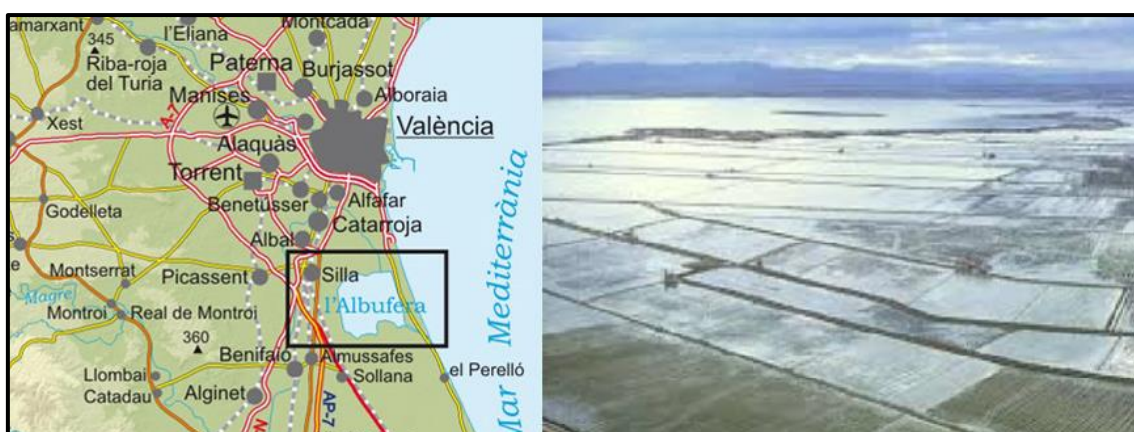 amarxant
l'Eliana
Montcada
345
Riba-roja
del Turia
Paterna
Burjassot
Manises
Alboraia
Xest
A-7
València
Alaquàs
Torrent
Godelleta
Benetússer
Alfafar
Catarroja
Albal
Montserrat
Picassent
Silla
l'Albufera
Magre
Montroi
Real de Montroi
360
Benifaió
Almussafes
Llombai
Catadau
Alginet
Sollana
el Perelló
AP-7
Mar Mediterrània